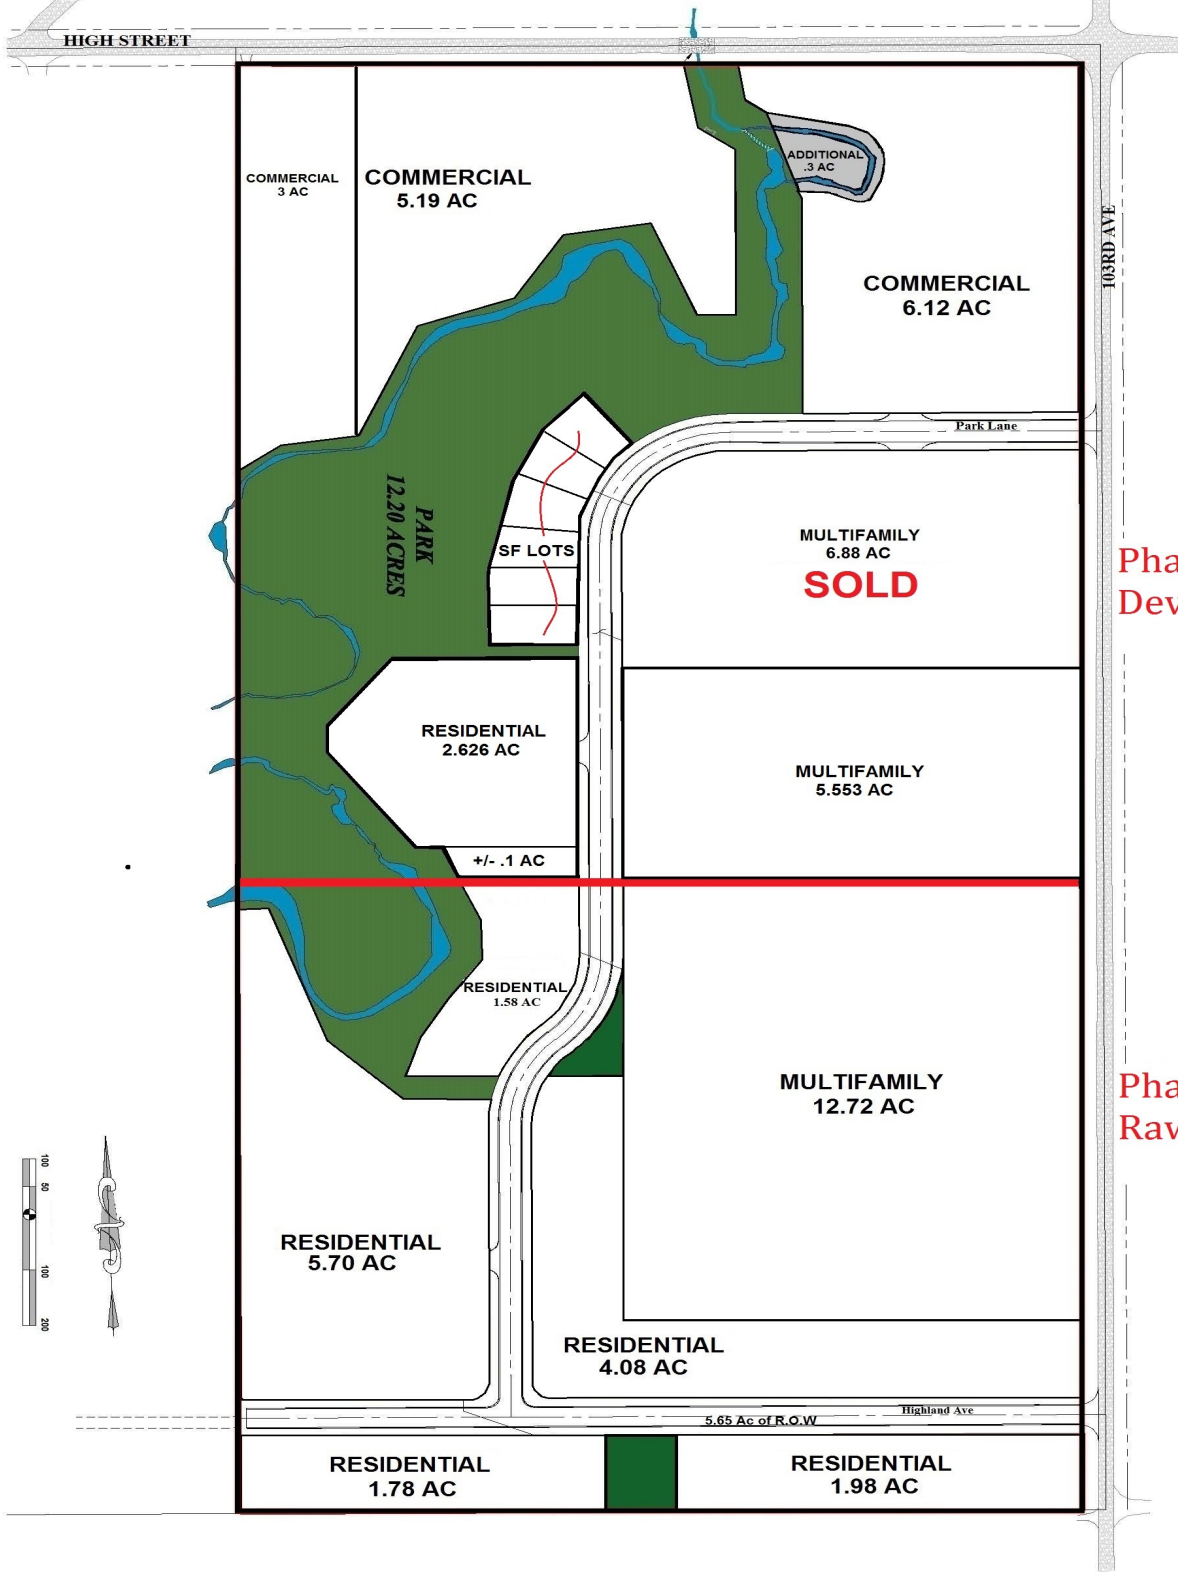 HIGH STREET
COMMERCIAL
3 AC
COMMERCIAL
5.19 AC
ADDITIONAL
.3 AC
103RD AVE
COMMERCIAL
6.12 AC
Park Lane
PARK
12.20 ACRES
SF LOTS
MULTIFAMILY
6.88 AC
SOLD
Pha
Dev
RESIDENTIAL
2.626 AC
MULTIFAMILY
5.553 AC
+/- .1 AC
RESIDENTIAL
1.58 AC
MULTIFAMILY
12.72 AC
Pha
Rav
100
50
100
200
RESIDENTIAL
5.70 AC
RESIDENTIAL
4.08 AC
Highland Ave
5.65 Ac of R.O.W
RESIDENTIAL
1.78 AC
RESIDENTIAL
1.98 AC